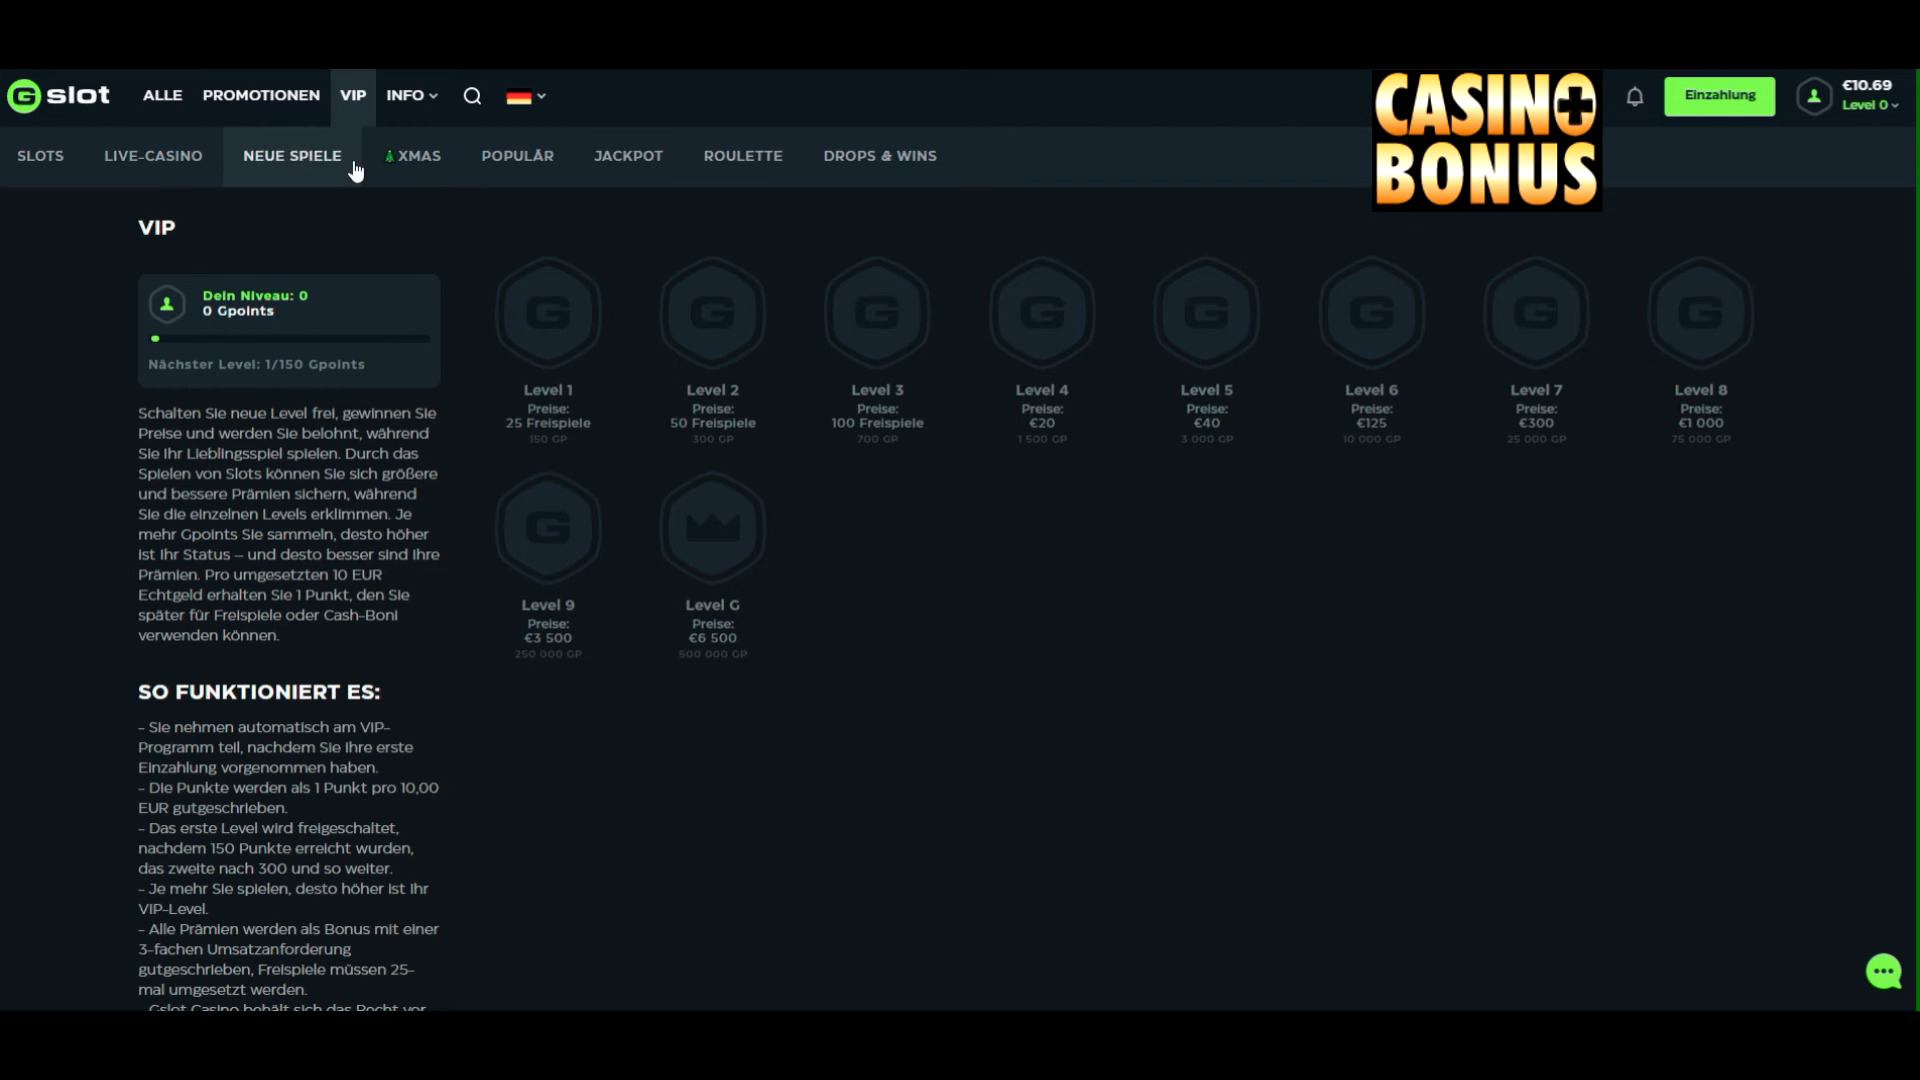 G slot
ALLE PROMOTIONEN VIP INFO
CASINO
BONUS
Einzahlung
€10.69
Level 0
SLOTS LIVE-CASINO NEUE SPIELE XMAS POPULÄR JACKPOT ROULETTE DROPS & WINS
VIP
Dein Niveau: 0
0 Gpoints
Nächster Level: 1/150 Gpoints
Schalten Sie neue Level frei, gewinnen Sie
Preise und werden Sie belohnt, während
Sie Ihr Lieblingsspiel spielen. Durch das
Spielen von Slots können Sie sich größere
und bessere Prämien sichern, während
Sie die einzelnen Levels erklimmen. Je
mehr Gpoints Sie sammeln, desto höher
ist Ihr Status – und desto besser sind Ihre
Prämien. Pro umgesetzten 10 EUR
Echtgeld erhalten Sie 1 Punkt, den Sie
später für Freispiele oder Cash-Boni
verwenden können.
SO FUNKTIONIERT ES:
- Sie nehmen automatisch am VIP-
Programm teil, nachdem Sie Ihre erste
Einzahlung vorgenommen haben.
- Die Punkte werden als 1 Punkt pro 10,00
EUR gutgeschrieben.
- Das erste Level wird freigeschaltet,
nachdem 150 Punkte erreicht wurden,
das zweite nach 300 und so weiter.
- Je mehr Sie spielen, desto höher ist Ihr
VIP-Level.
- Alle Prämien werden als Bonus mit einer
3-fachen Umsatzanforderung
gutgeschrieben, Freispiele müssen 25-
mal umgesetzt werden.
- Gslot Casino behält sich das Recht vor,
Level 1
Preise:
25 Freispiele
150 GP
Level 2
Preise:
50 Freispiele
300 GP
Level 3
Preise:
100 Freispiele
700 GP
Level 4
Preise:
€20
1 500 GP
Level 5
Preise:
€40
3 000 GP
Level 6
Preise:
€125
10 000 GP
Level 7
Preise:
€300
25 000 GP
Level 8
Preise:
€1 000
75 000 GP
Level 9
Preise:
€3 500
250 000 GP
Level G
Preise:
€6 500
500 000 GP